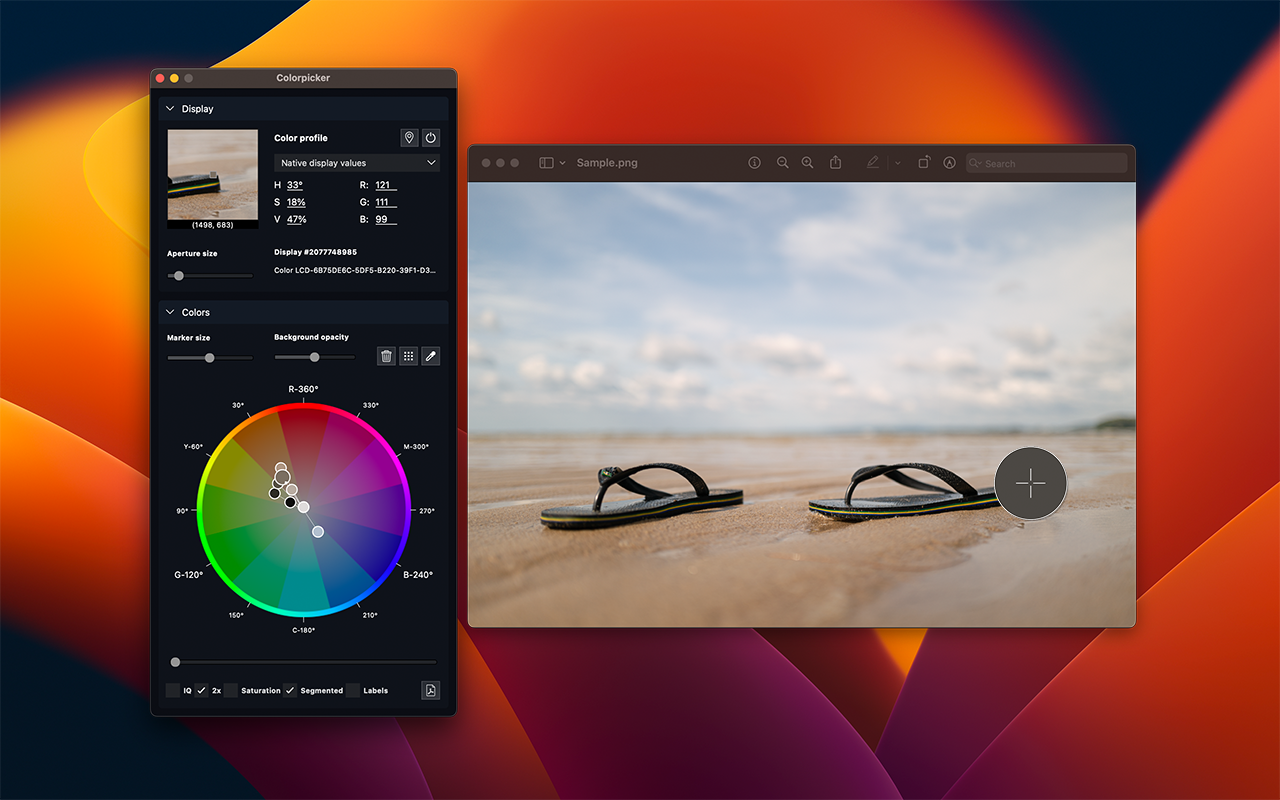 Colorpicker
Display
Color profile
Native display values
H 33° R: 121
S 18% G: 111
V 47% B: 99
(1498, 683)
Aperture size
Display #2077748985
Color LCD-6B75DE6C-5DF5-B220-39F1-D3...
Colors
Marker size
Background opacity
R-360°
30° 330°
Y-60° M-300°
90° 270°
G-120° B-240°
150° 210°
C-180°
IQ 2x Saturation Segmented Labels
Sample.png
Search